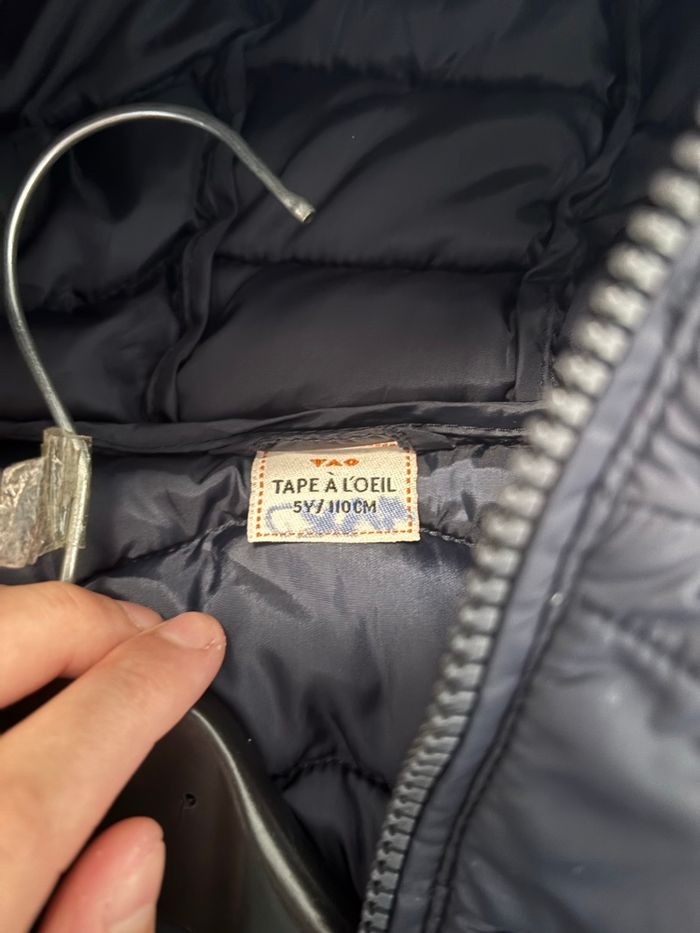 TAO
TAPE À L'OEIL
5Y/110CM